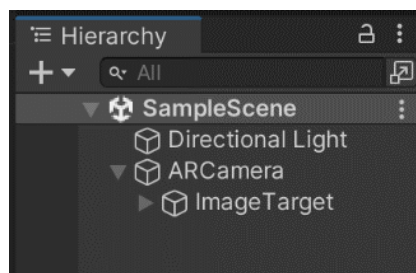 Hierarchy
All
SampleScene
Directional Light
ARCamera
ImageTarget